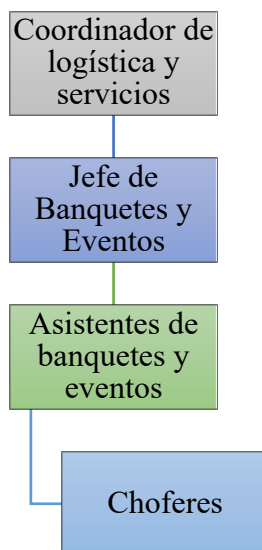 Coordinador de
logística y
servicios
Jefe de
Banquetes y
Eventos
Asistentes de
banquetes y
eventos
Choferes